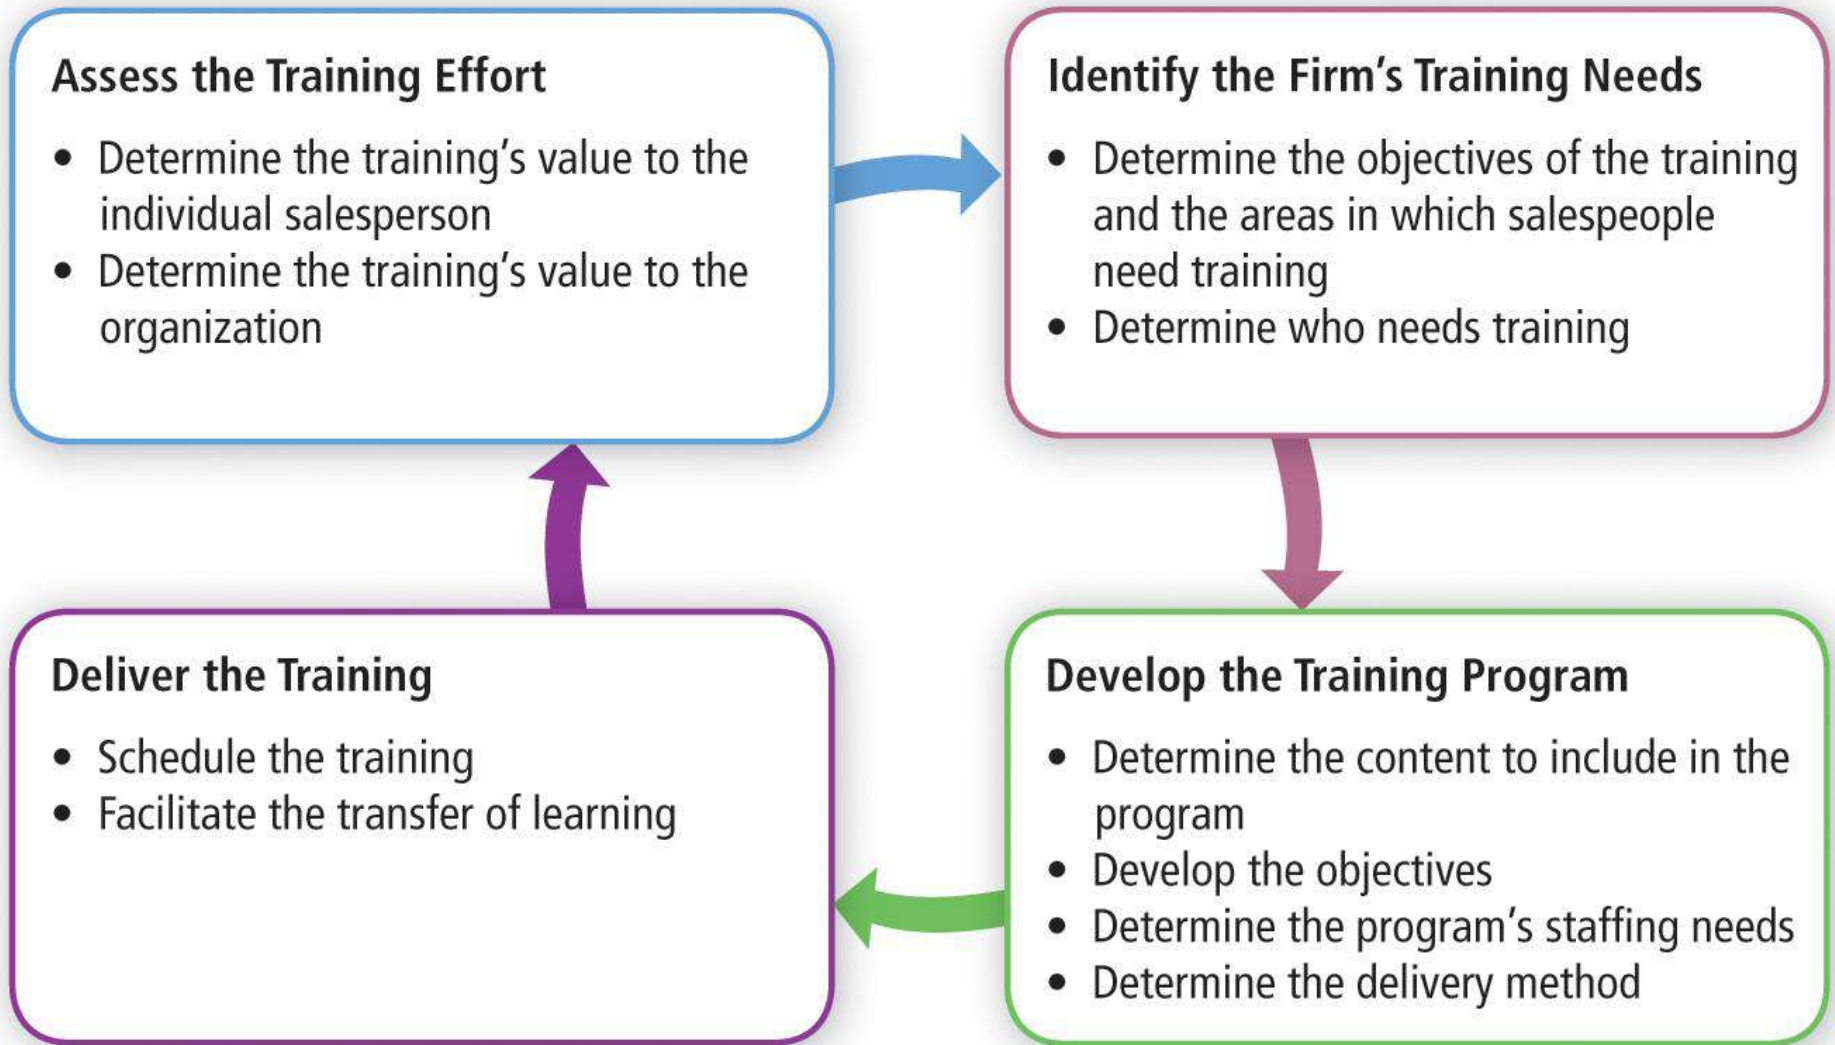 Assess the Training Effort
• Determine the training’s value to the
individual salesperson
• Determine the training’s value to the
organization
Identify the Firm’s Training Needs
• Determine the objectives of the training
and the areas in which salespeople
need training
• Determine who needs training
Deliver the Training
• Schedule the training
• Facilitate the transfer of learning
Develop the Training Program
• Determine the content to include in the
program
• Develop the objectives
• Determine the program’s staffing needs
• Determine the delivery method